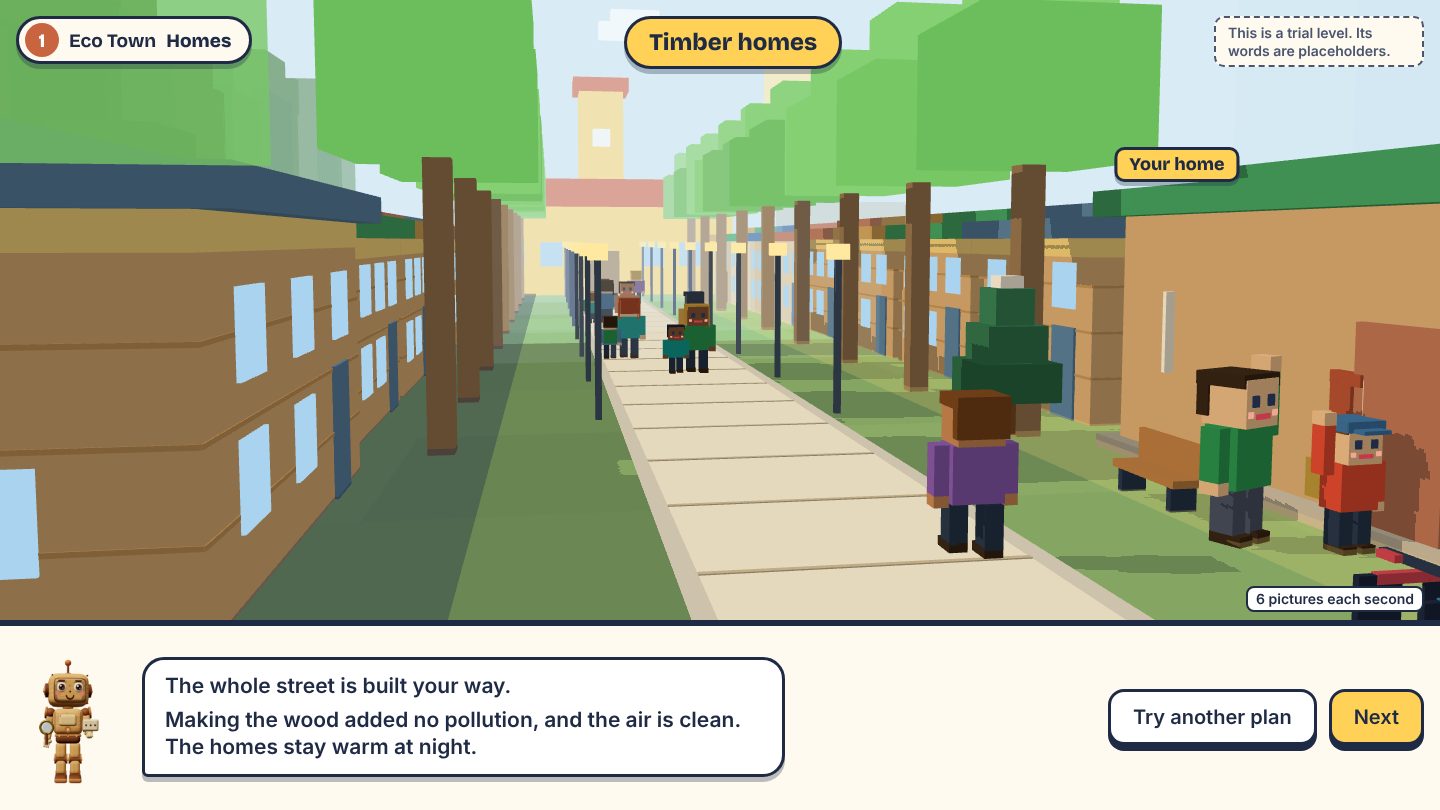 1 Eco Town Homes
Timber homes
This is a trial level. Its
words are placeholders.
Your home
6 pictures each second
The whole street is built your way.
Making the wood added no pollution, and the air is clean.
The homes stay warm at night.
Try another plan
Next